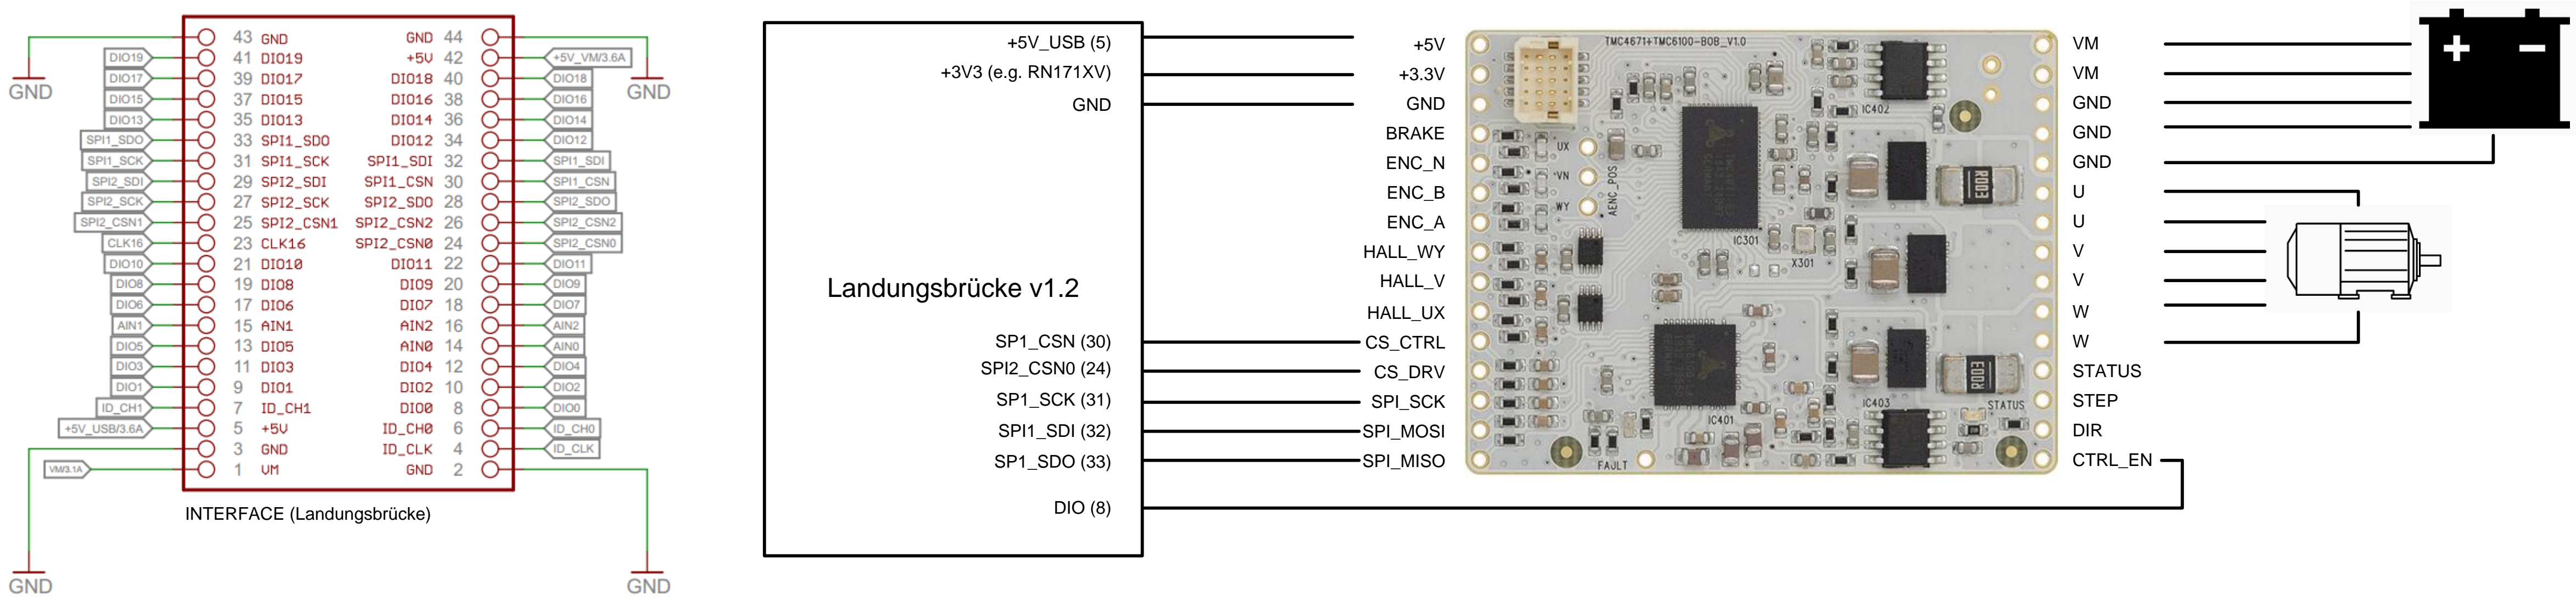 43 GND GND 44
DIO19 41 DIO19 +5V 42 +5V_VM/3.6A
DIO17 39 DIO17 DIO18 40 DIO18
GND GND
DIO15 37 DIO15 DIO16 38 DIO16
DIO13 35 DIO13 DIO14 36 DIO14
SPI1_SDO 33 SPI1_SDO DIO12 34 DIO12
SPI1_SCK 31 SPI1_SCK SPI1_SDI 32 SPI1_SDI
SPI2_SDI 29 SPI2_SDI SPI1_CSN 30 SPI1_CSN
SPI2_SCK 27 SPI2_SCK SPI2_SDO 28 SPI2_SDO
SPI2_CSN1 25 SPI2_CSN1 SPI2_CSN2 26 SPI2_CSN2
CLK16 23 CLK16 SPI2_CSN0 24 SPI2_CSN0
DIO10 21 DIO10 DIO11 22 DIO11
DIO8 19 DIO8 DIO9 20 DIO9
DIO6 17 DIO6 DIO7 18 DIO7
AIN1 15 AIN1 AIN2 16 AIN2
DIO5 13 DIO5 AIN0 14 AIN0
DIO3 11 DIO3 DIO4 12 DIO4
DIO1 9 DIO1 DIO2 10 DIO2
ID_CH1 7 ID_CH1 DIO0 8 DIO0
+5V_USB/3.6A 5 +5V ID_CH0 6 ID_CH0
3 GND ID_CLK 4 ID_CLK
VM/3.1A 1 VM GND 2
INTERFACE (Landungsbrücke)
GND GND
+5V_USB (5)
+3V3 (e.g. RN171XV)
GND
Landungsbrücke v1.2
SP1_CSN (30)
SPI2_CSN0 (24)
SP1_SCK (31)
SPI1_SDI (32)
SP1_SDO (33)
DIO (8)
+5V
+3.3V
GND
BRAKE
ENC_N
ENC_B
ENC_A
HALL_WY
HALL_V
HALL_UX
CS_CTRL
CS_DRV
SPI_SCK
SPI_MOSI
SPI_MISO
TMC4671+TMC6100-BOB_V1.0
IC402
UX
VN
WY
AENC_POS
R003
IC301
X301
IC403
R003
IC401
STATUS
FAULT
VM
VM
GND
GND
GND
U
U
V
V
W
W
STATUS
STEP
DIR
CTRL_EN
+ −